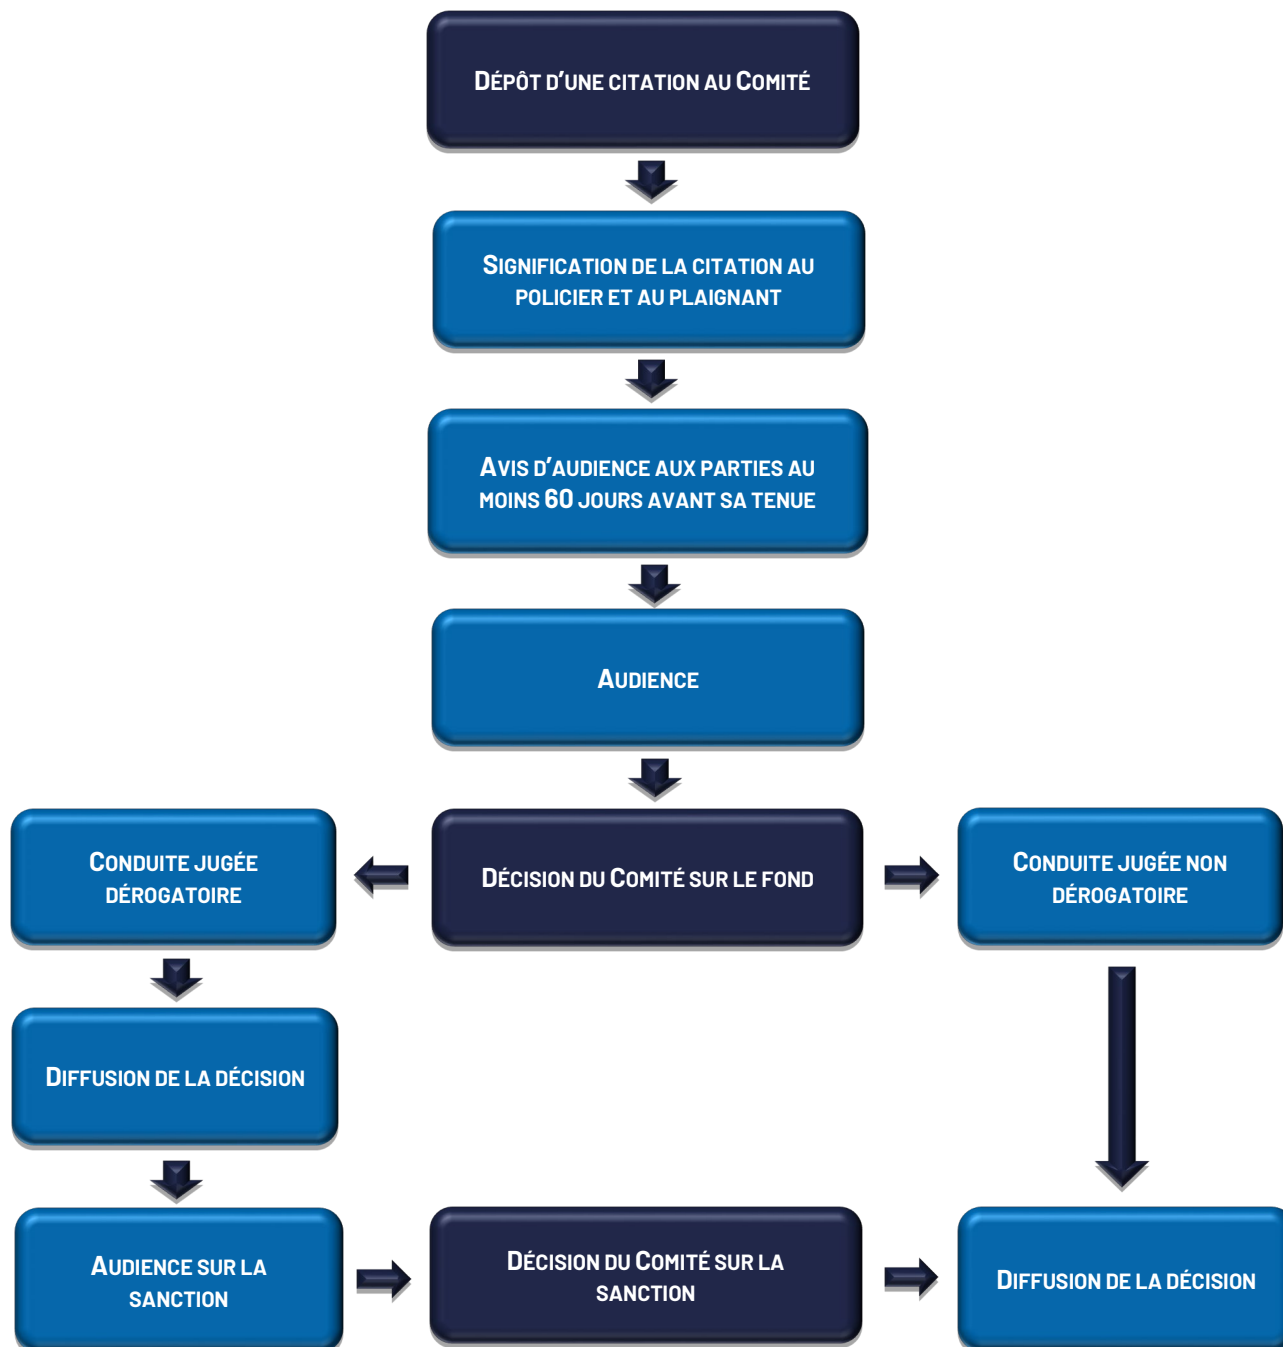 DÉPÔT D'UNE CITATION AU COMITÉ
SIGNIFICATION DE LA CITATION AU
POLICIER ET AU PLAIGNANT
AVIS D'AUDIENCE AUX PARTIES AU
MOINS 60 JOURS AVANT SA TENUE
AUDIENCE
CONDUITE JUGÉE
DÉROGATOIRE
DÉCISION DU COMITÉ SUR LE FOND
CONDUITE JUGÉE NON
DÉROGATOIRE
DIFFUSION DE LA DÉCISION
AUDIENCE SUR LA
SANCTION
DÉCISION DU COMITÉ SUR LA
SANCTION
DIFFUSION DE LA DÉCISION